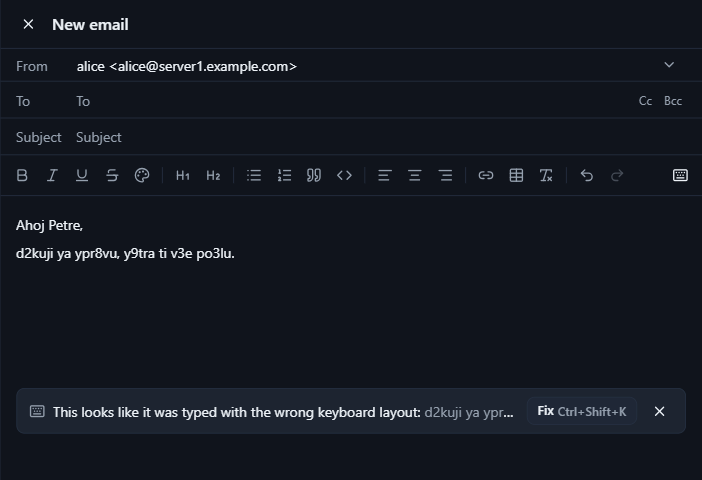 New email
From alice <alice@server1.example.com>
To To Cc Bcc
Subject Subject
B I U S H1 H2
Ahoj Petre,
d2kuji ya ypr8vu, y9tra ti v3e po3lu.
This looks like it was typed with the wrong keyboard layout: d2kuji ya ypr... Fix Ctrl+Shift+K